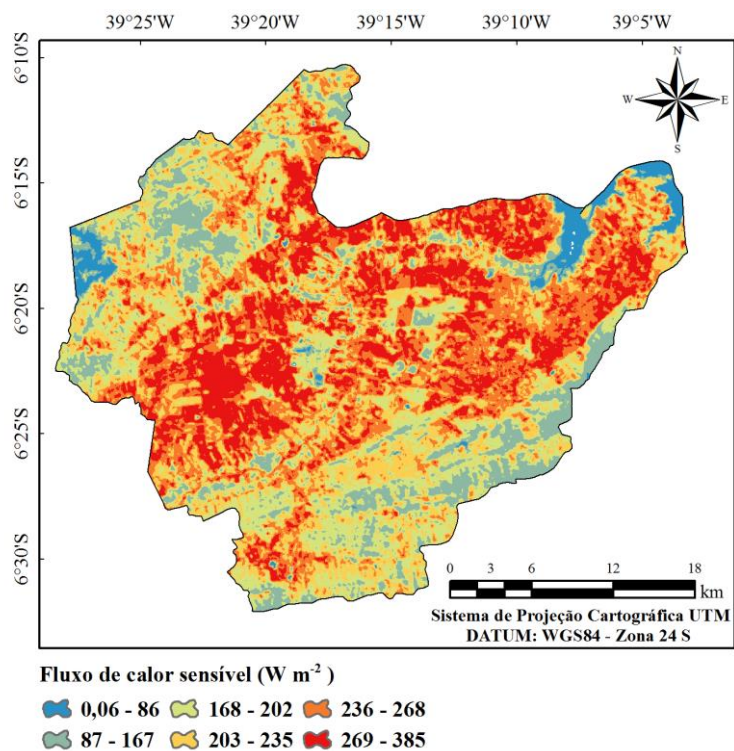 39°25'W 39°20'W 39°15'W 39°10'W 39°5'W
6°10'S
N
W E
S
6°15'S
6°20'S
6°25'S
6°30'S
0 3 6 12 18
km
Sistema de Projeção Cartográfica UTM
DATUM: WGS84 - Zona 24 S
Fluxo de calor sensível (W m⁻²)
0,06 - 86 168 - 202 236 - 268
87 - 167 203 - 235 269 - 385